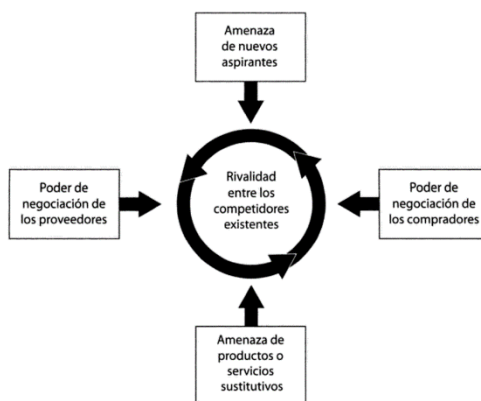 Amenaza
de nuevos
aspirantes
Poder de
negociación de
los proveedores
Rivalidad
entre los
competidores
existentes
Poder de
negociación de
los compradores
Amenaza de
productos o
servicios
sustitutivos